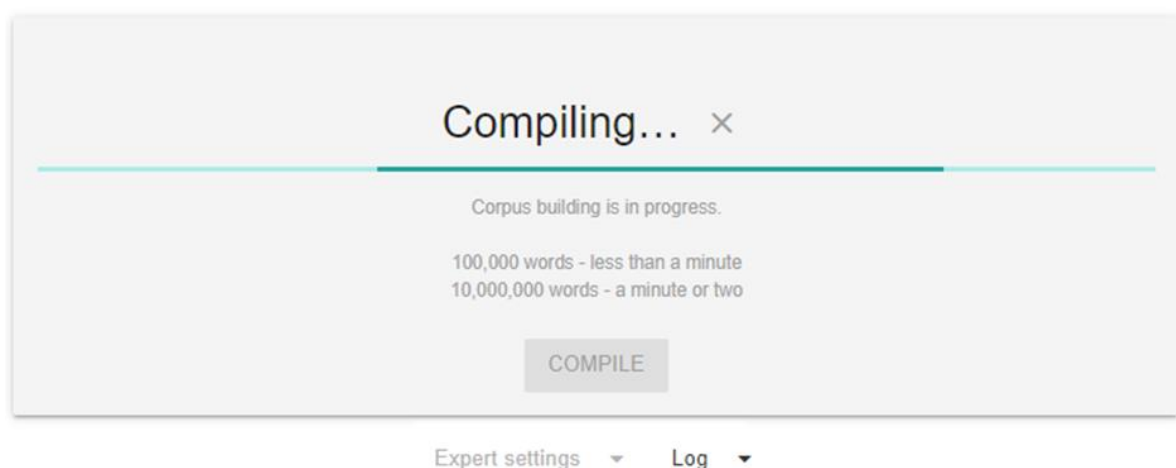 Compiling...
Corpus building is in progress.
100,000 words - less than a minute
10,000,000 words - a minute or two
COMPILE
Expert settings Log